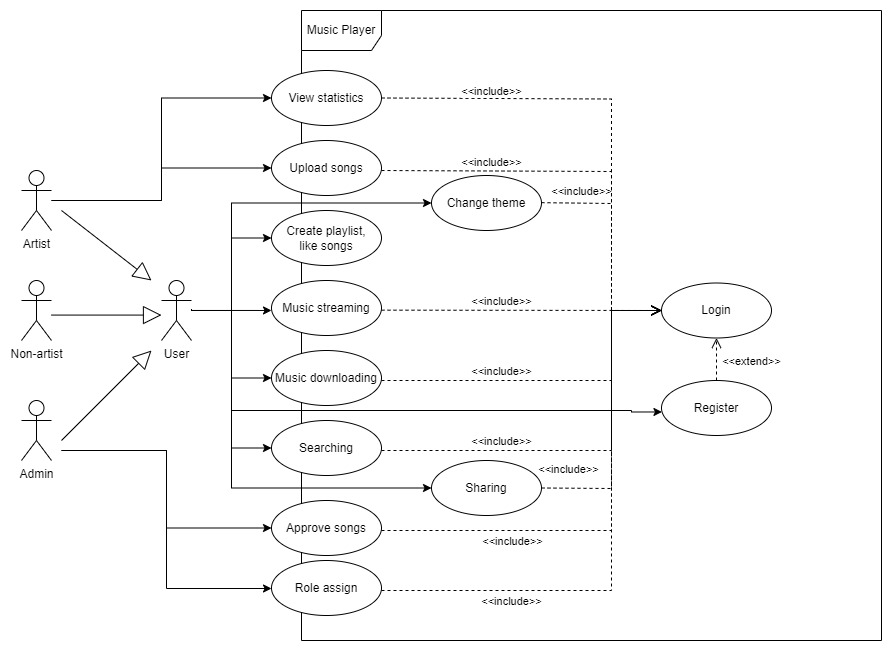 Music Player
View statistics
<<include>>
Upload songs
<<include>>
Change theme
<<include>>
Artist
Create playlist,
like songs
Music streaming
<<include>>
Login
Non-artist
User
<<extend>>
Music downloading
<<include>>
Register
Searching
<<include>>
Admin
Sharing
<<include>>
Approve songs
<<include>>
Role assign
<<include>>